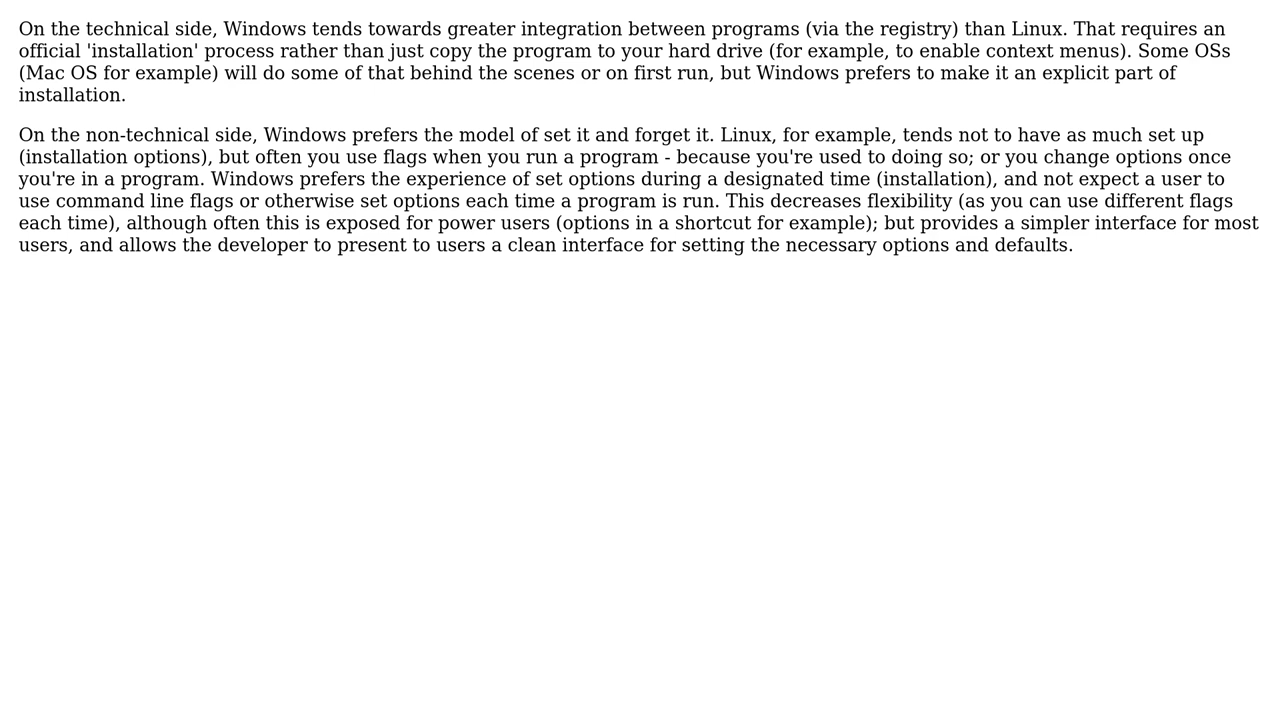 On the technical side, Windows tends towards greater integration between programs (via the registry) than Linux. That requires an
official 'installation' process rather than just copy the program to your hard drive (for example, to enable context menus). Some OSs
(Mac OS for example) will do some of that behind the scenes or on first run, but Windows prefers to make it an explicit part of
installation.
On the non-technical side, Windows prefers the model of set it and forget it. Linux, for example, tends not to have as much set up
(installation options), but often you use flags when you run a program - because you're used to doing so; or you change options once
you're in a program. Windows prefers the experience of set options during a designated time (installation), and not expect a user to
use command line flags or otherwise set options each time a program is run. This decreases flexibility (as you can use different flags
each time), although often this is exposed for power users (options in a shortcut for example); but provides a simpler interface for most
users, and allows the developer to present to users a clean interface for setting the necessary options and defaults.